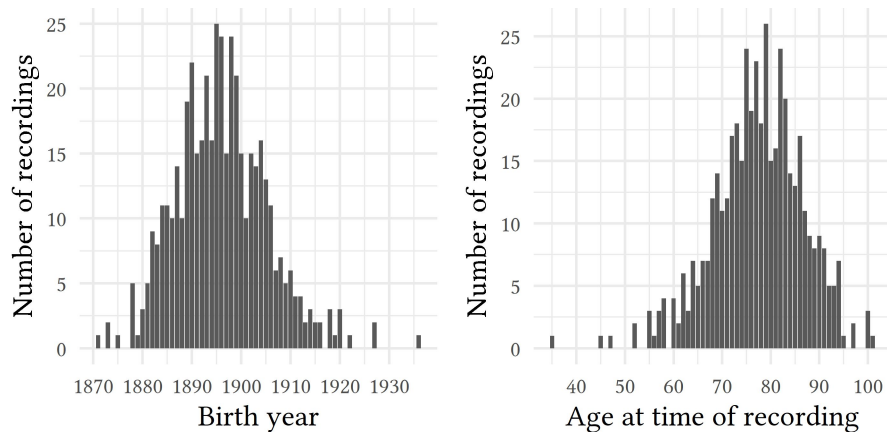 Number of recordings
25
20
15
10
5
0
1870 1880 1890 1900 1910 1920 1930
Birth year
Number of recordings
25
20
15
10
5
0
40 50 60 70 80 90 100
Age at time of recording